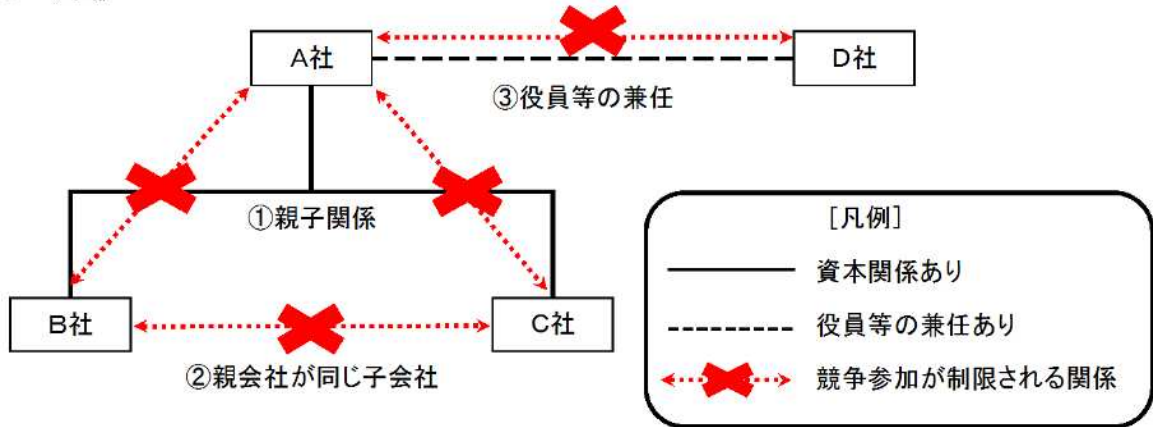 A社
D社
③役員等の兼任
①親子関係
B社
C社
②親会社が同じ子会社
[凡例]
資本関係あり
役員等の兼任あり
競争参加が制限される関係